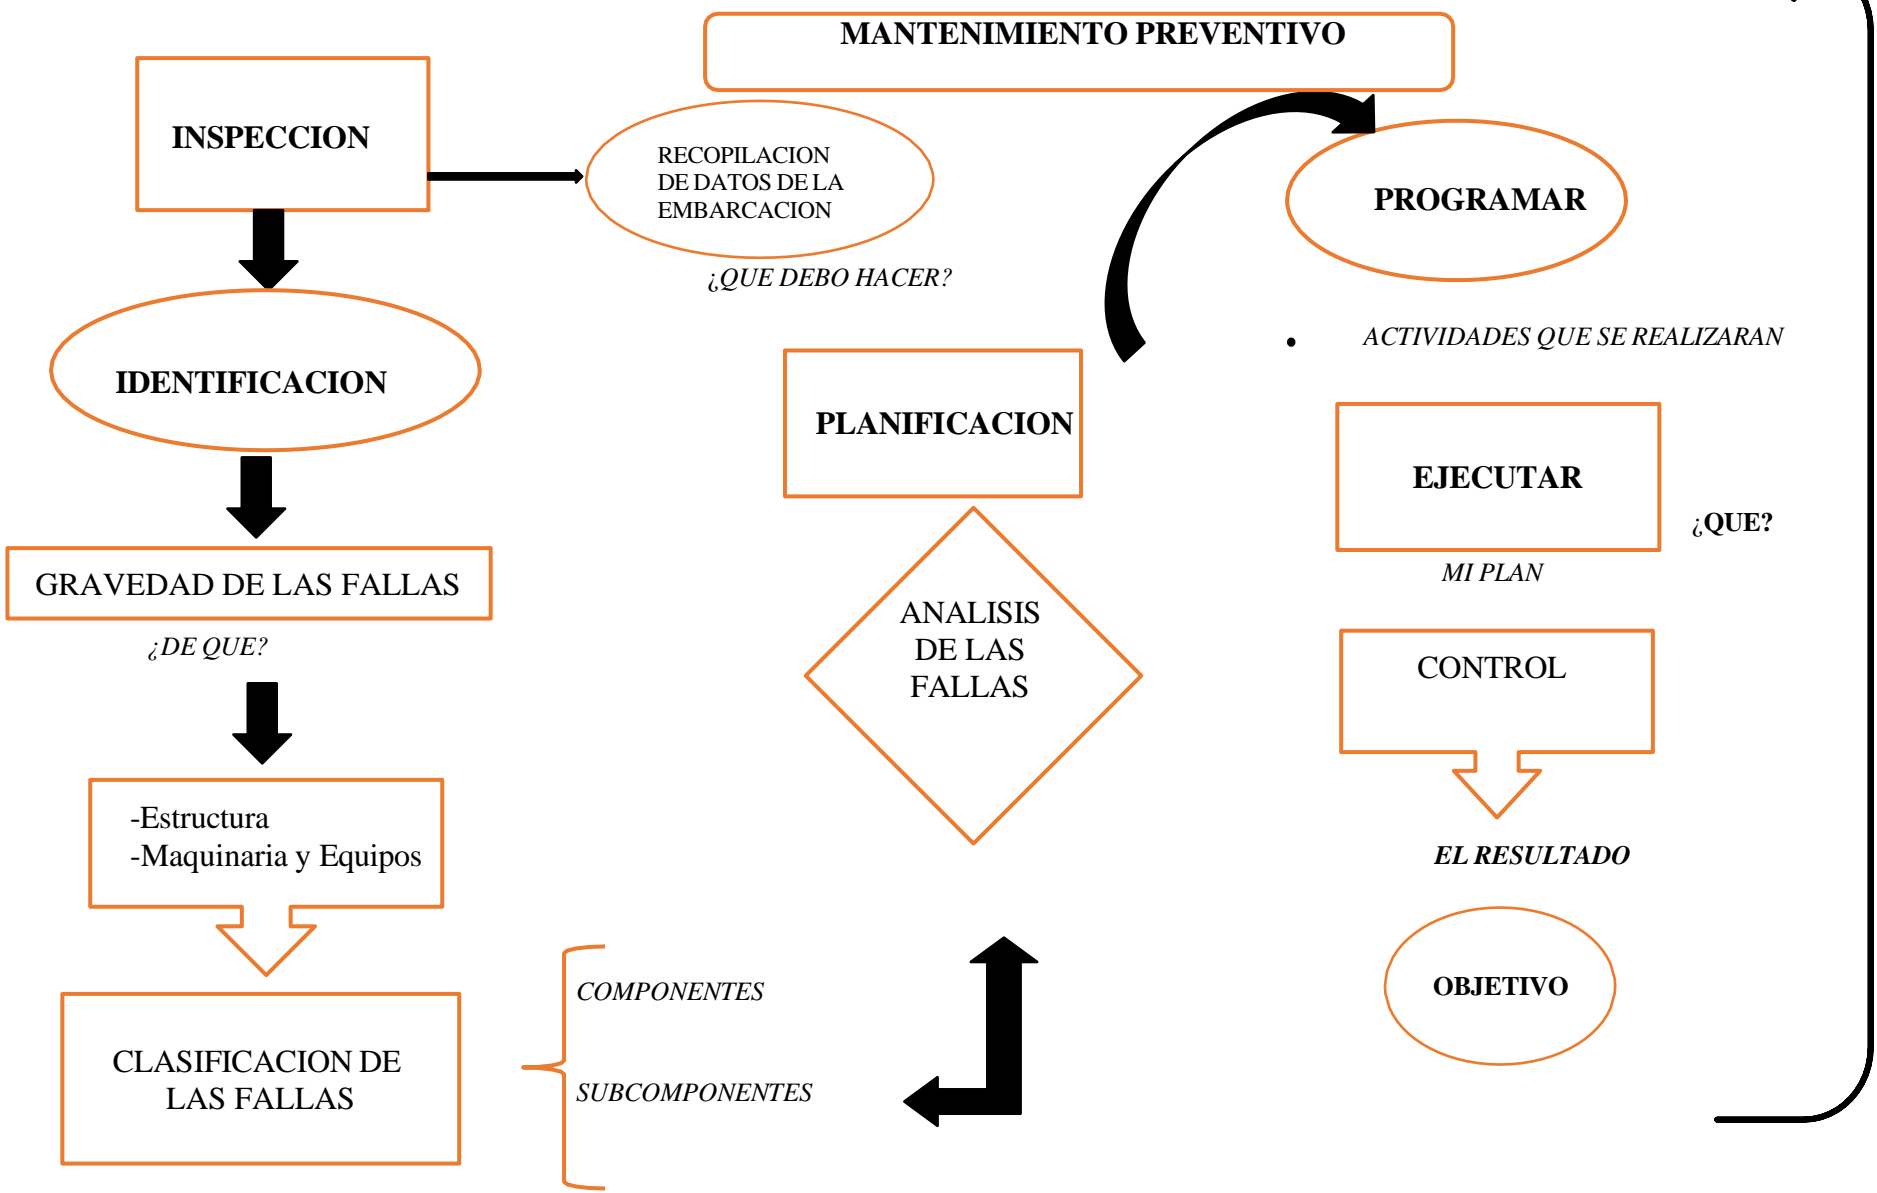 MANTENIMIENTO PREVENTIVO
INSPECCION
RECOPILACION
DE DATOS DE LA
EMBARCACION
¿QUE DEBO HACER?
IDENTIFICACION
GRAVEDAD DE LAS FALLAS
¿DE QUE?
-Estructura
-Maquinaria y Equipos
CLASIFICACION DE
LAS FALLAS
COMPONENTES
SUBCOMPONENTES
PLANIFICACION
ANALISIS
DE LAS
FALLAS
PROGRAMAR
• ACTIVIDADES QUE SE REALIZARAN
EJECUTAR
¿QUE?
MI PLAN
CONTROL
EL RESULTADO
OBJETIVO